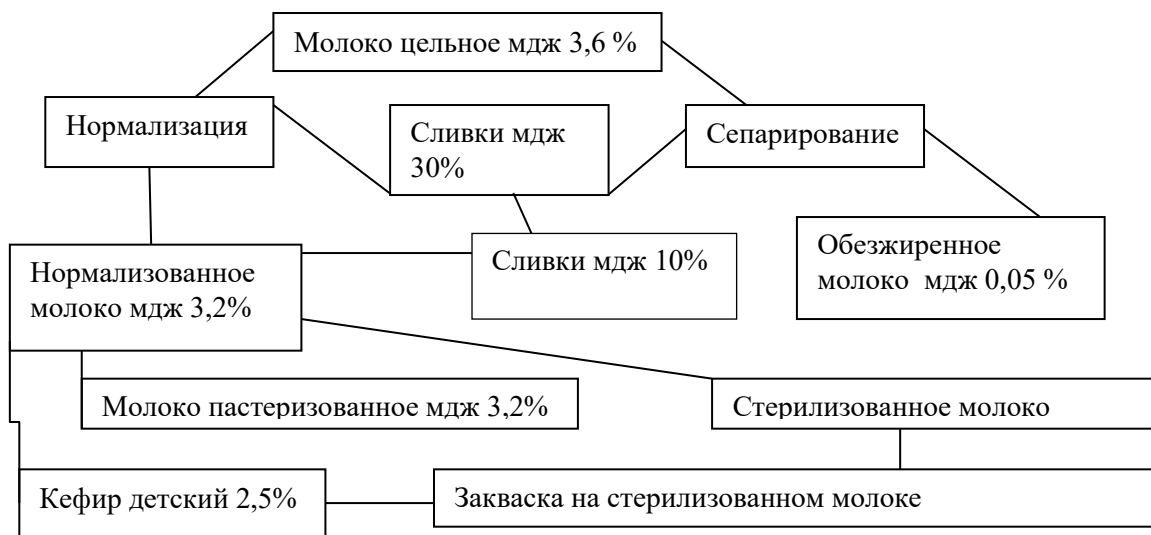 Молоко цельное мдж 3,6 %
Нормализация
Сливки мдж
30%
Сепарирование
Нормализованное
молоко мдж 3,2%
Сливки мдж 10%
Обезжиренное
молоко  мдж 0,05 %
Молоко пастеризованное мдж 3,2%
Стерилизованное молоко
Кефир детский 2,5%
Закваска на стерилизованном молоке